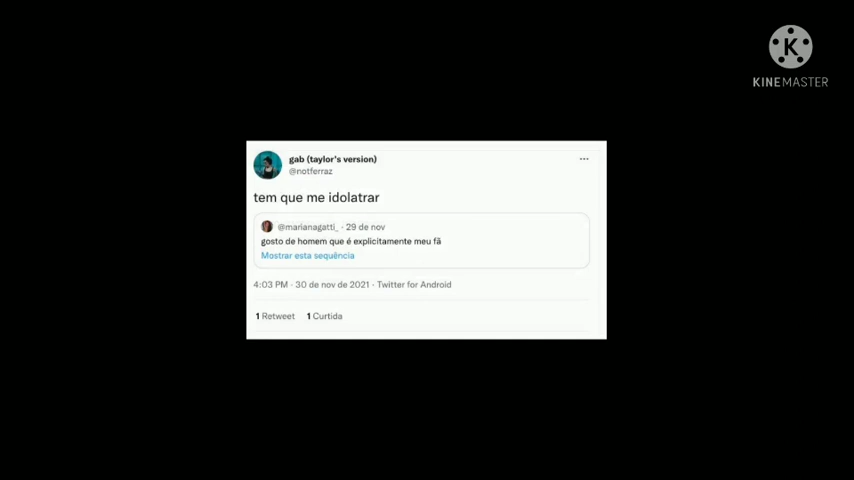 K
KINEMASTER
gab (taylor's version)
@notferraz
tem que me idolatrar
@marianagatti_ · 29 de nov
gosto de homem que é explicitamente meu fã
Mostrar esta sequência
4:03 PM · 30 de nov de 2021 · Twitter for Android
1 Retweet 1 Curtida